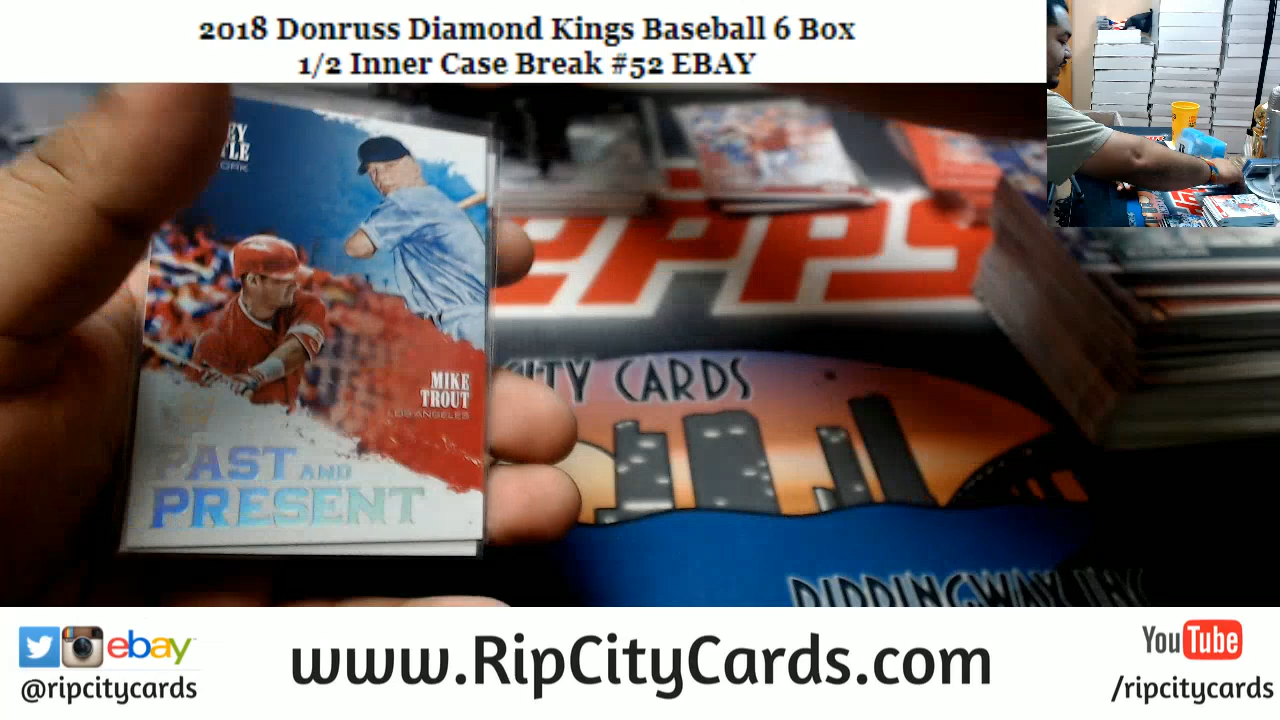 2018 Donruss Diamond Kings Baseball 6 Box
1/2 Inner Case Break #52 EBAY
MIKE
TROUT
LOS ANGELES
PAST AND
PRESENT
CITY CARDS
ebay
@ripcitycards
www.RipCityCards.com
YouTube
/ripcitycards